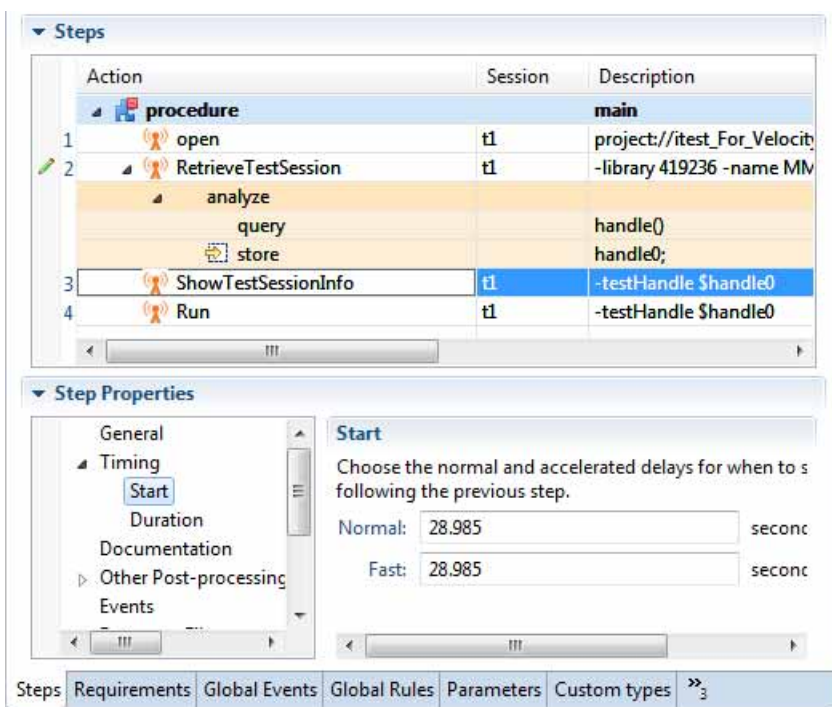 Steps
Action Session Description
procedure main
1 open t1 project://itest_For_Velocity
2 RetrieveTestSession t1 -library 419236 -name MM
analyze
query handle()
store handle0;
3 ShowTestSessionInfo t1 -testHandle $handle0
4 Run t1 -testHandle $handle0
Step Properties
General
Timing
Start
Duration
Documentation
Other Post-processing
Events
Start
Choose the normal and accelerated delays for when to s
following the previous step.
Normal: 28.985 second
Fast: 28.985 second
Steps Requirements Global Events Global Rules Parameters Custom types »3